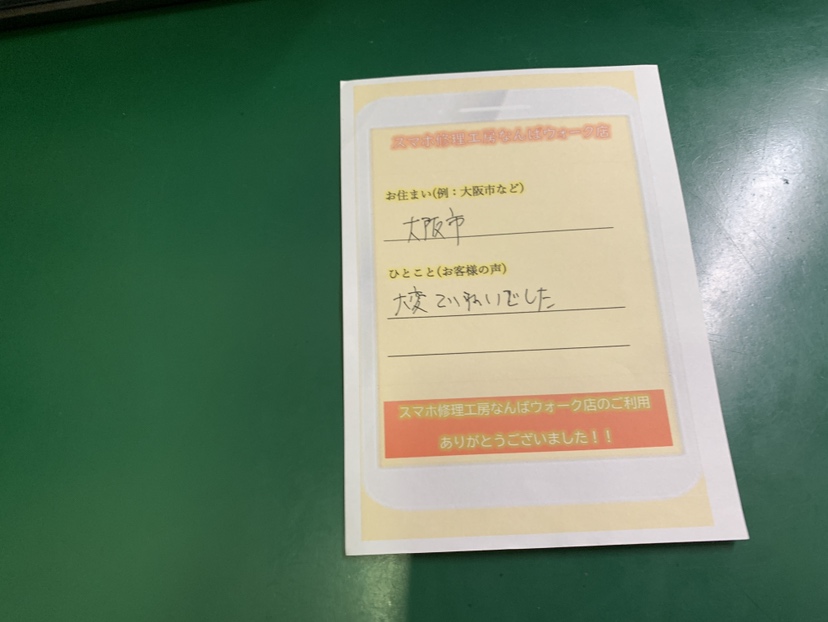 スマホ修理工房なんばウォーク店
お住まい(例：大阪市など)
大阪市
ひとこと(お客様の声)
大変ていねいでした
スマホ修理工房なんばウォーク店のご利用
ありがとうございました！！